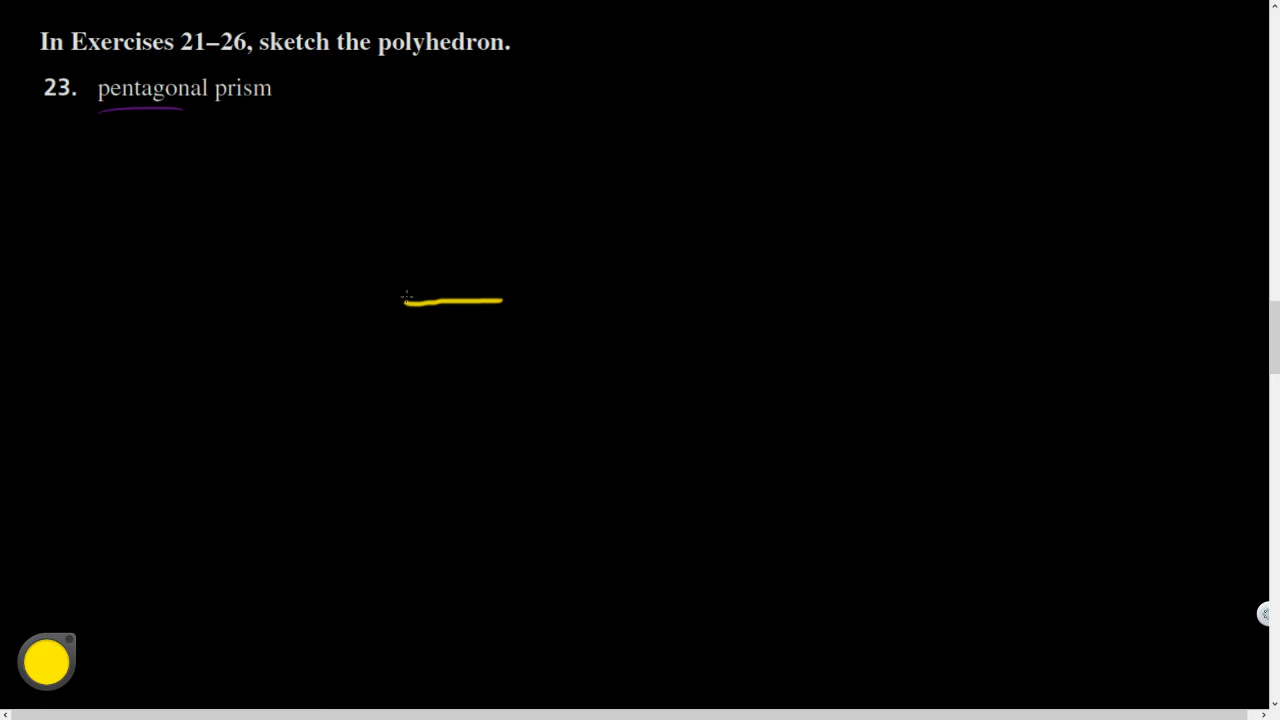 In Exercises 21–26, sketch the polyhedron.
23. pentagonal prism